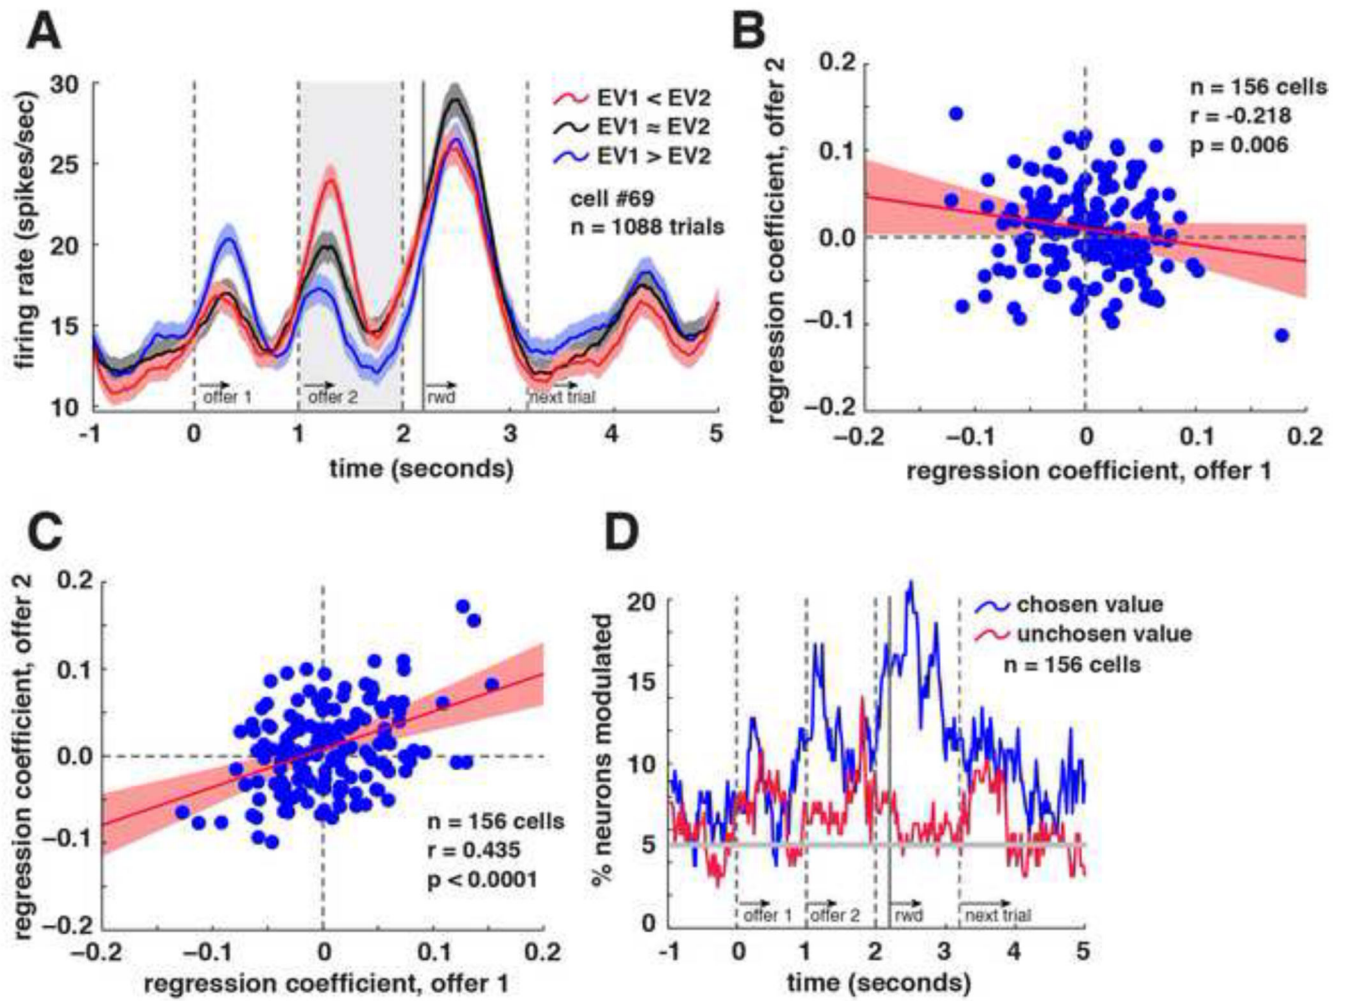 A
30
25
20
15
10
firing rate (spikes/sec)
EV1 < EV2
EV1 ≈ EV2
EV1 > EV2
cell #69
n = 1088 trials
offer 1
offer 2
rwd
next trial
-1
0
1
2
3
4
5
time (seconds)
B
0.2
0.1
0.0
−0.1
−0.2
regression coefficient, offer 2
n = 156 cells
r = -0.218
p = 0.006
−0.2
−0.1
0
0.1
0.2
regression coefficient, offer 1
C
0.2
0.1
0.0
−0.1
−0.2
regression coefficient, offer 2
n = 156 cells
r = 0.435
p < 0.0001
−0.2
−0.1
0
0.1
0.2
regression coefficient, offer 1
D
20
15
10
5
0
% neurons modulated
chosen value
unchosen value
n = 156 cells
offer 1
offer 2
rwd
next trial
-1
0
1
2
3
4
5
time (seconds)